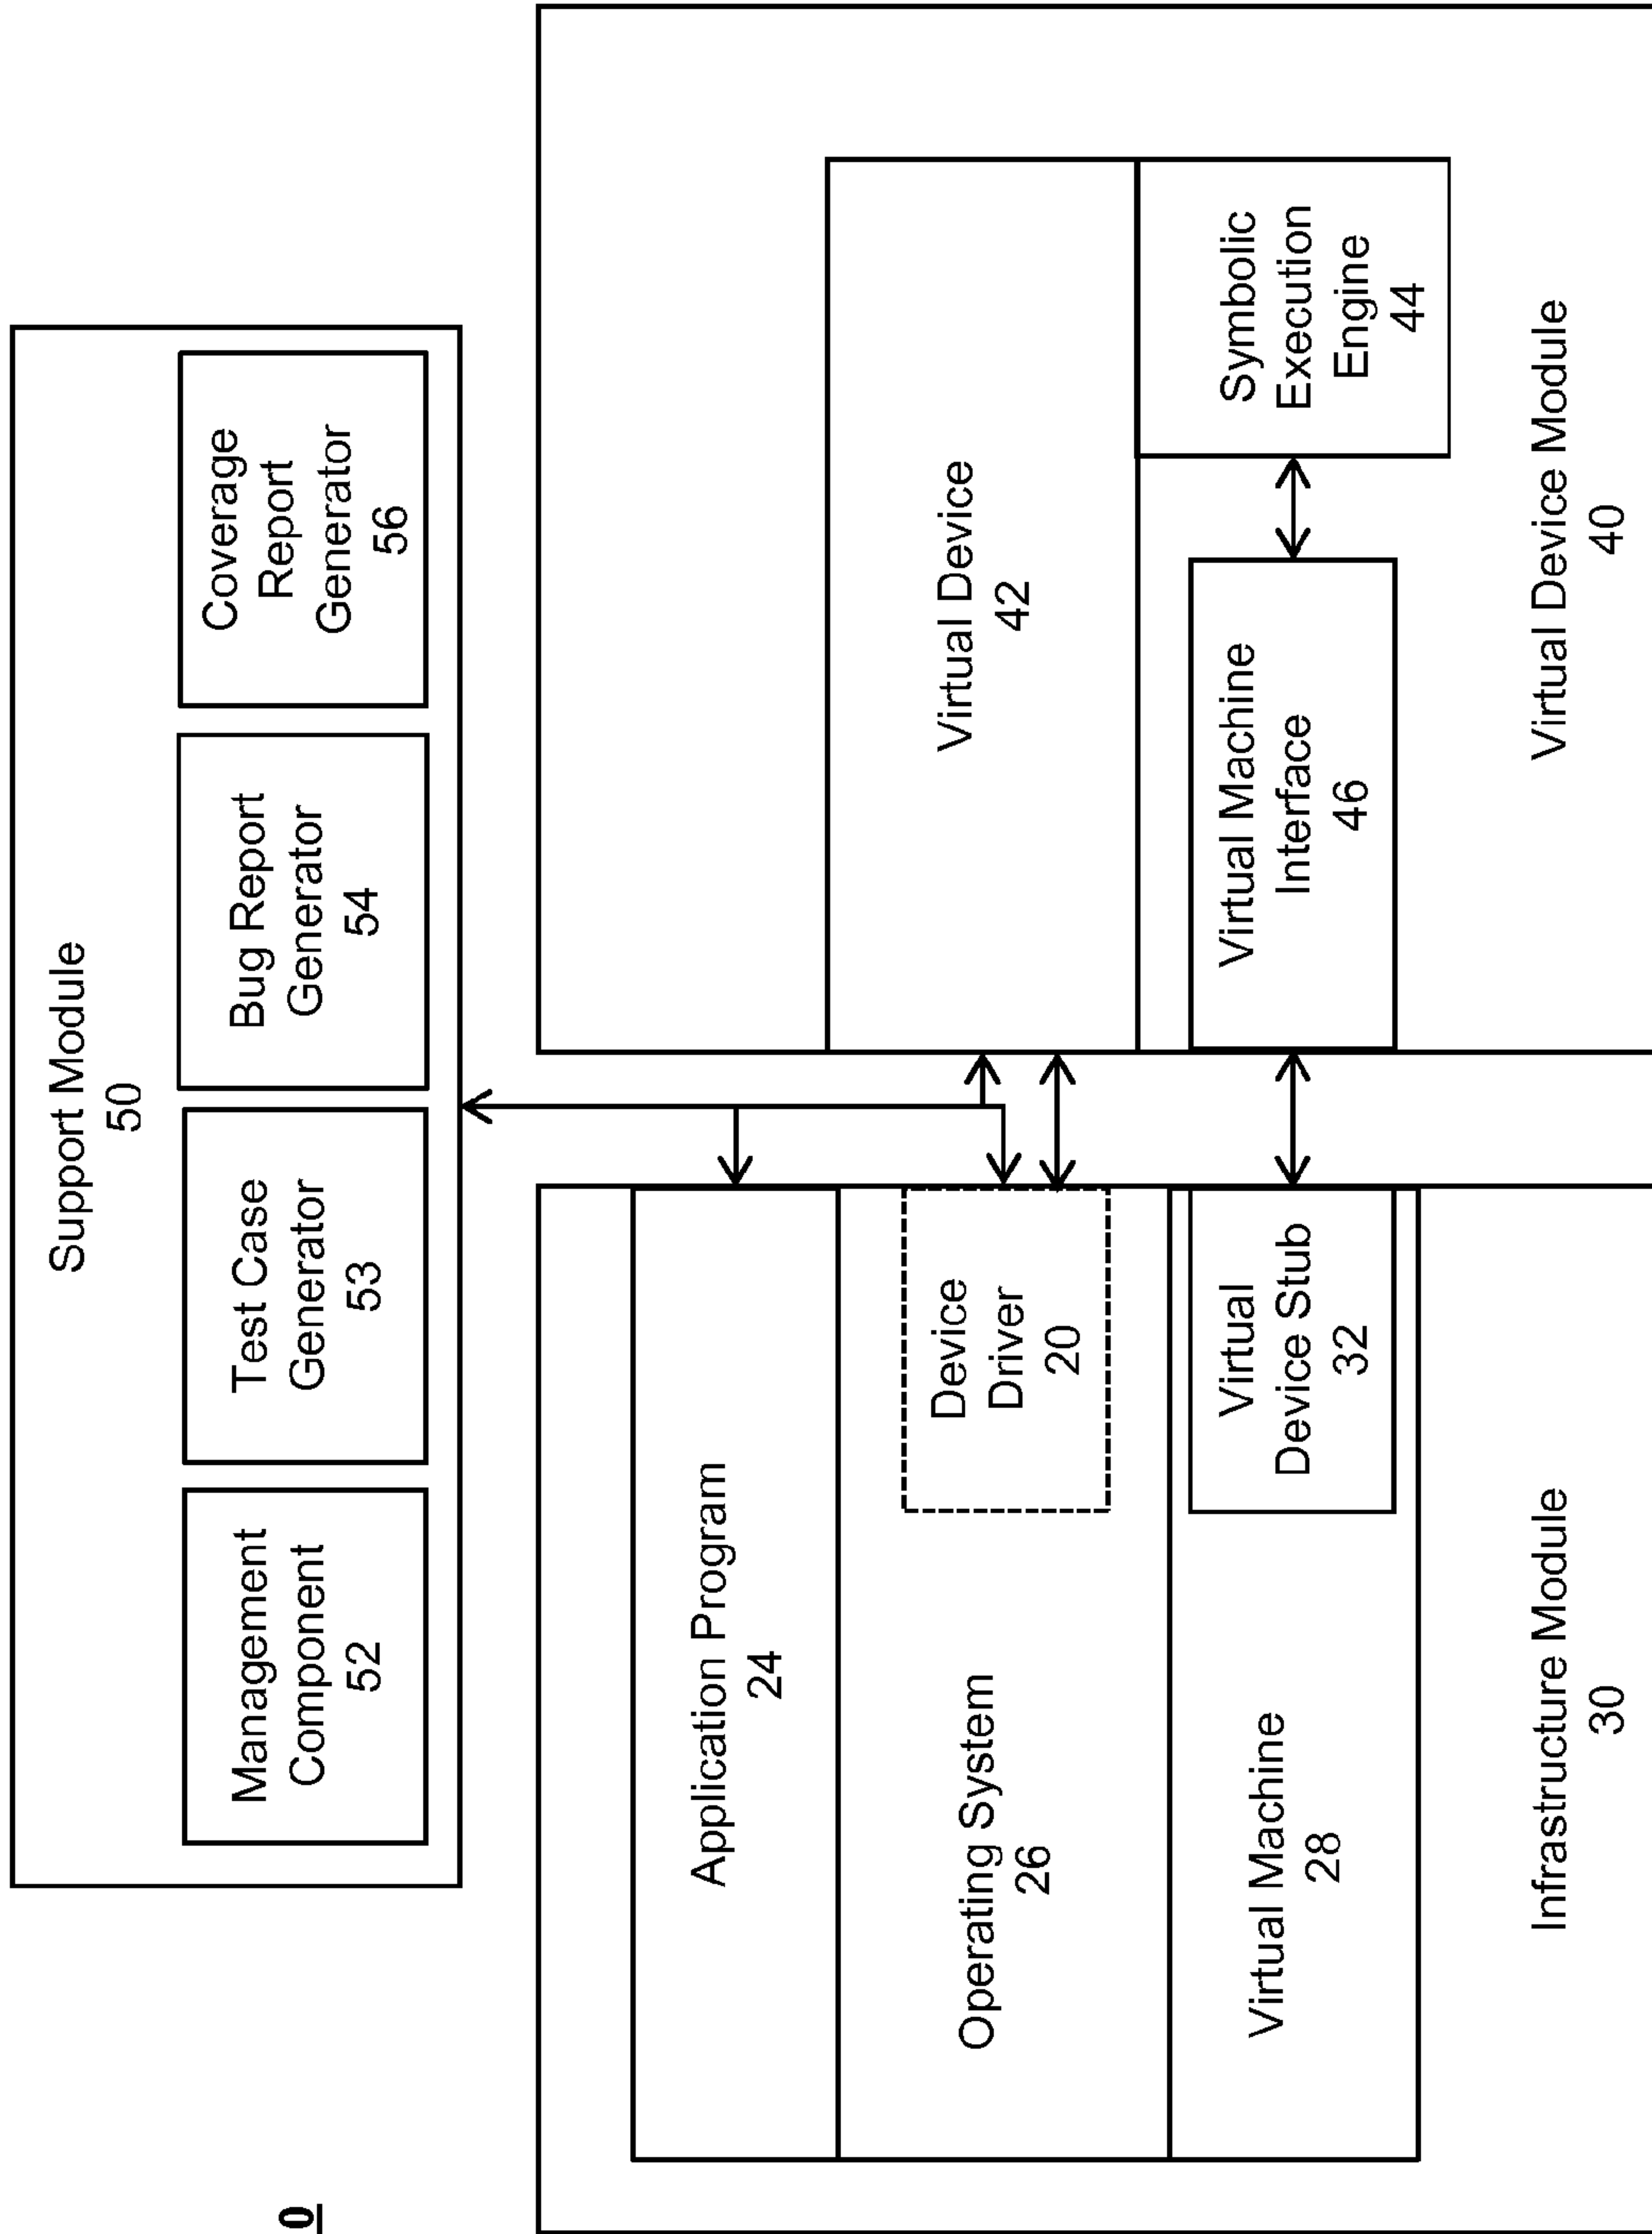 Support Module
50
Management
Component
52
Test Case
Generator
53
Bug Report
Generator
54
Coverage
Report
Generator
56
0
Application Program
24
Operating System
26
Device
Driver
20
Virtual Machine
28
Virtual
Device Stub
32
Infrastructure Module
30
Virtual Device
42
Virtual Machine
Interface
46
Symbolic
Execution
Engine
44
Virtual Device Module
40